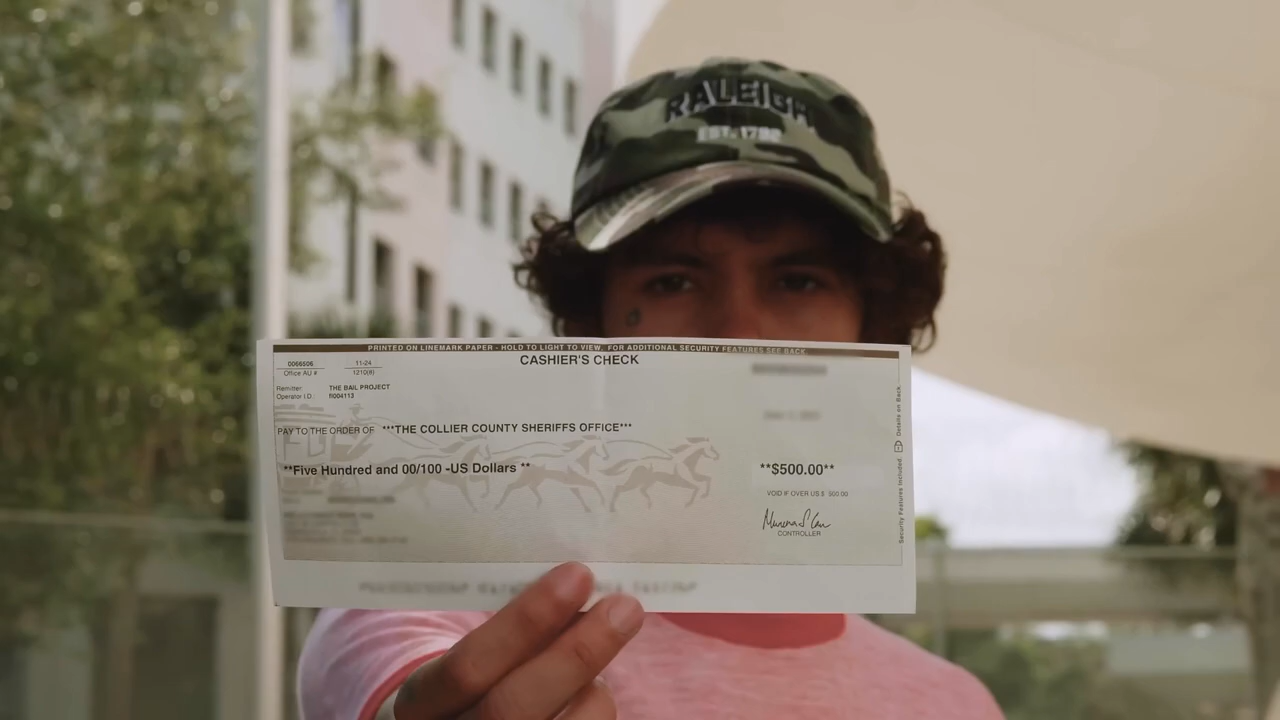 RALEIGH
EST. 1792
PRINTED ON LINEMARK PAPER - HOLD TO LIGHT TO VIEW. FOR ADDITIONAL SECURITY FEATURES SEE BACK.
CASHIER'S CHECK
0066506 11-24
Office AU # 1210(8)
Remitter: THE BAIL PROJECT
Operator I.D.:
PAY TO THE ORDER OF ***THE COLLIER COUNTY SHERIFFS OFFICE***
**Five Hundred and 00/100 -US Dollars **
**$500.00**
VOID IF OVER US $ 500.00
CONTROLLER
Security Features Included. Details on Back.